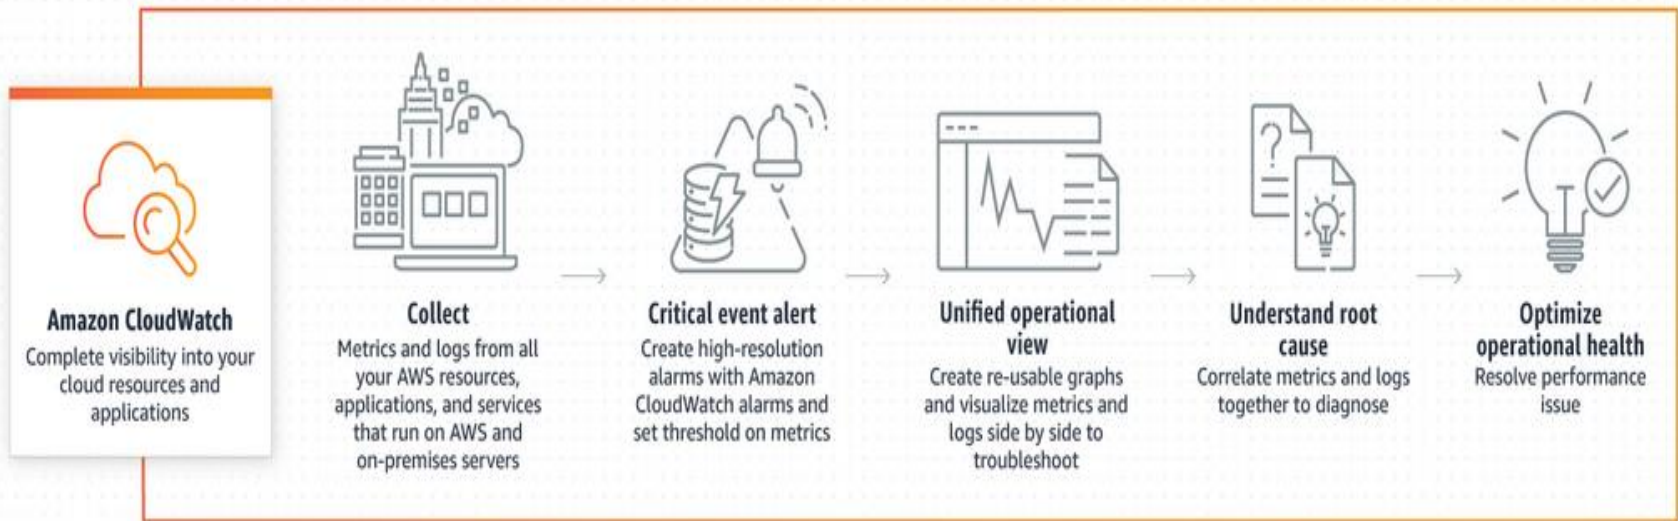 Amazon CloudWatch
Complete visibility into your
cloud resources and
applications
Collect
Metrics and logs from all
your AWS resources,
applications, and services
that run on AWS and
on-premises servers
Critical event alert
Create high-resolution
alarms with Amazon
CloudWatch alarms and
set threshold on metrics
Unified operational
view
Create re-usable graphs
and visualize metrics and
logs side by side to
troubleshoot
Understand root
cause
Correlate metrics and logs
together to diagnose
Optimize
operational health
Resolve performance
issue